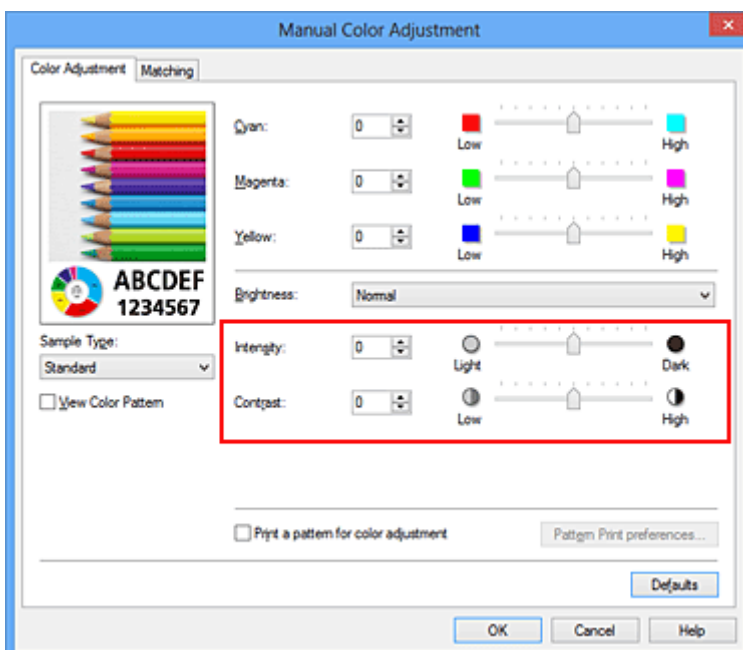 Manual Color Adjustment
Color Adjustment Matching
Cyan: 0 Low High
Magenta: 0 Low High
Yellow: 0 Low High
ABCDEF
1234567
Brightness: Normal
Sample Type:
Standard
View Color Pattern
Intensity: 0 Light Dark
Contrast: 0 Low High
Print a pattern for color adjustment Pattern Print preferences...
Defaults
OK Cancel Help